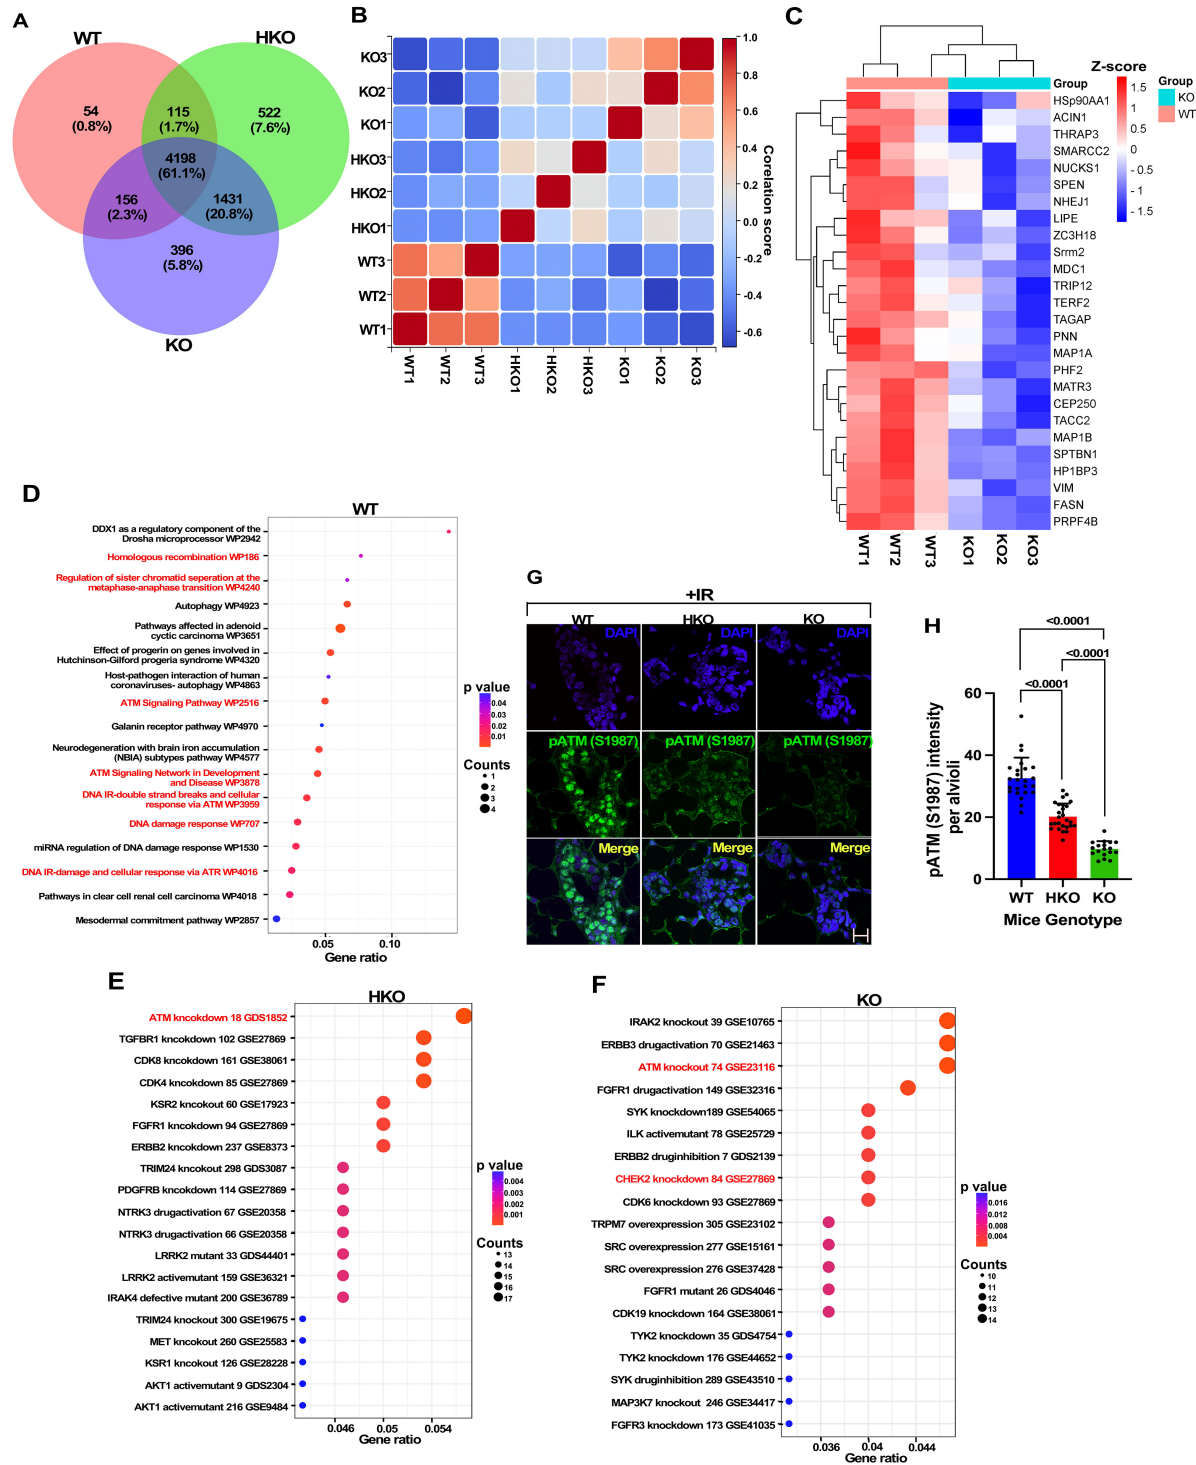 A
WT
HKO
54
(0.8%)
115
(1.7%)
522
(7.6%)
4198
(61.1%)
156
(2.3%)
1431
(20.8%)
396
(5.8%)
KO
B
KO3
KO2
KO1
HKO3
HKO2
HKO1
WT3
WT2
WT1
WT1
WT2
WT3
HKO1
HKO2
HKO3
KO1
KO2
KO3
1.0
0.8
0.6
0.4
0.2
0.0
-0.2
-0.4
-0.6
Corelation score
C
Z-score
1.5
1
0.5
0
- 0.5
- 1
- 1.5
Group
KO
WT
Group
HSp90AA1
ACIN1
THRAP3
SMARCC2
NUCKS1
SPEN
NHEJ1
LIPE
ZC3H18
Srrm2
MDC1
TRIP12
TERF2
TAGAP
PNN
MAP1A
PHF2
MATR3
CEP250
TACC2
MAP1B
SPTBN1
HP1BP3
VIM
FASN
PRPF4B
WT1
WT2
WT3
KO1
KO2
KO3
D
WT
DDX1 as a regulatory component of the
Drosha microprocessor WP2942
Homologous recombination WP186
Regulation of sister chromatid seperation at the
metaphase-anaphase transition WP4240
Autophagy WP4923
Pathways affected in adenoid
cyctic carcinoma WP3651
Effect of progerin on genes involved in
Hutchinson-Gilford progeria syndrome WP4320
Host-pathogen interaction of human
coronaviruses- autophagy WP4863
ATM Signaling Pathway WP2516
Galanin receptor pathway WP4970
Neurodegeneration with brain iron accumulation
(NBIA) subtypes pathway WP4577
ATM Signaling Network in Development
and Disease WP3878
DNA IR-double strand breaks and cellular
response via ATM WP3959
DNA damage response WP707
miRNA regulation of DNA damage response WP1530
DNA IR-damage and cellular response via ATR WP4016
Pathways in clear cell renal cell carcinoma WP4018
Mesodermal commitment pathway WP2857
0.05
0.10
Gene ratio
p value
0.04
0.03
0.02
0.01
Counts
1
2
3
4
G
+IR
WT
HKO
KO
DAPI
DAPI
DAPI
pATM (S1987)
pATM (S1987)
pATM (S1987)
Merge
Merge
Merge
H
<0.0001
<0.0001
<0.0001
60
40
20
0
pATM (S1987) intensity
per alvioli
WT
HKO
KO
Mice Genotype
E
HKO
ATM kncokdown 18 GDS1852
TGFBR1 kncokdown 102 GSE27869
CDK8 kncokdown 161 GSE38061
CDK4 kncokdown 85 GSE27869
KSR2 kncokout 60 GSE17923
FGFR1 kncokdown 94 GSE27869
ERBB2 kncokdown 237 GSE8373
TRIM24 kncokout 298 GDS3087
PDGFRB kncokdown 114 GSE27869
NTRK3 drugactivation 67 GSE20358
NTRK3 drugactivation 66 GSE20358
LRRK2 mutant 33 GDS44401
LRRK2 activemutant 159 GSE36321
IRAK4 defective mutant 200 GSE36789
TRIM24 knockout 300 GSE19675
MET kncokout 260 GSE25583
KSR1 kncokout 126 GSE28228
AKT1 activemutant 9 GDS2304
AKT1 activemutant 216 GSE9484
0.046
0.05
0.054
Gene ratio
p value
0.004
0.003
0.002
0.001
Counts
13
14
15
16
17
F
KO
IRAK2 knockout 39 GSE10765
ERBB3 drugactivation 70 GSE21463
ATM knockout 74 GSE23116
FGFR1 drugactivation 149 GSE32316
SYK knockdown189 GSE54065
ILK activemutant 78 GSE25729
ERBB2 druginhibition 7 GDS2139
CHEK2 knockdown 84 GSE27869
CDK6 knockdown 93 GSE27869
TRPM7 overexpression 305 GSE23102
SRC overexpression 277 GSE15161
SRC overexpression 276 GSE37428
FGFR1 mutant 26 GDS4046
CDK19 knockdown 164 GSE38061
TYK2 knockdown 35 GDS4754
TYK2 knockdown 176 GSE44652
SYK druginhibition 289 GSE43510
MAP3K7 knockout 246 GSE34417
FGFR3 knockdown 173 GSE41035
0.036
0.04
0.044
Gene ratio
p value
0.016
0.012
0.008
0.004
Counts
10
11
12
13
14